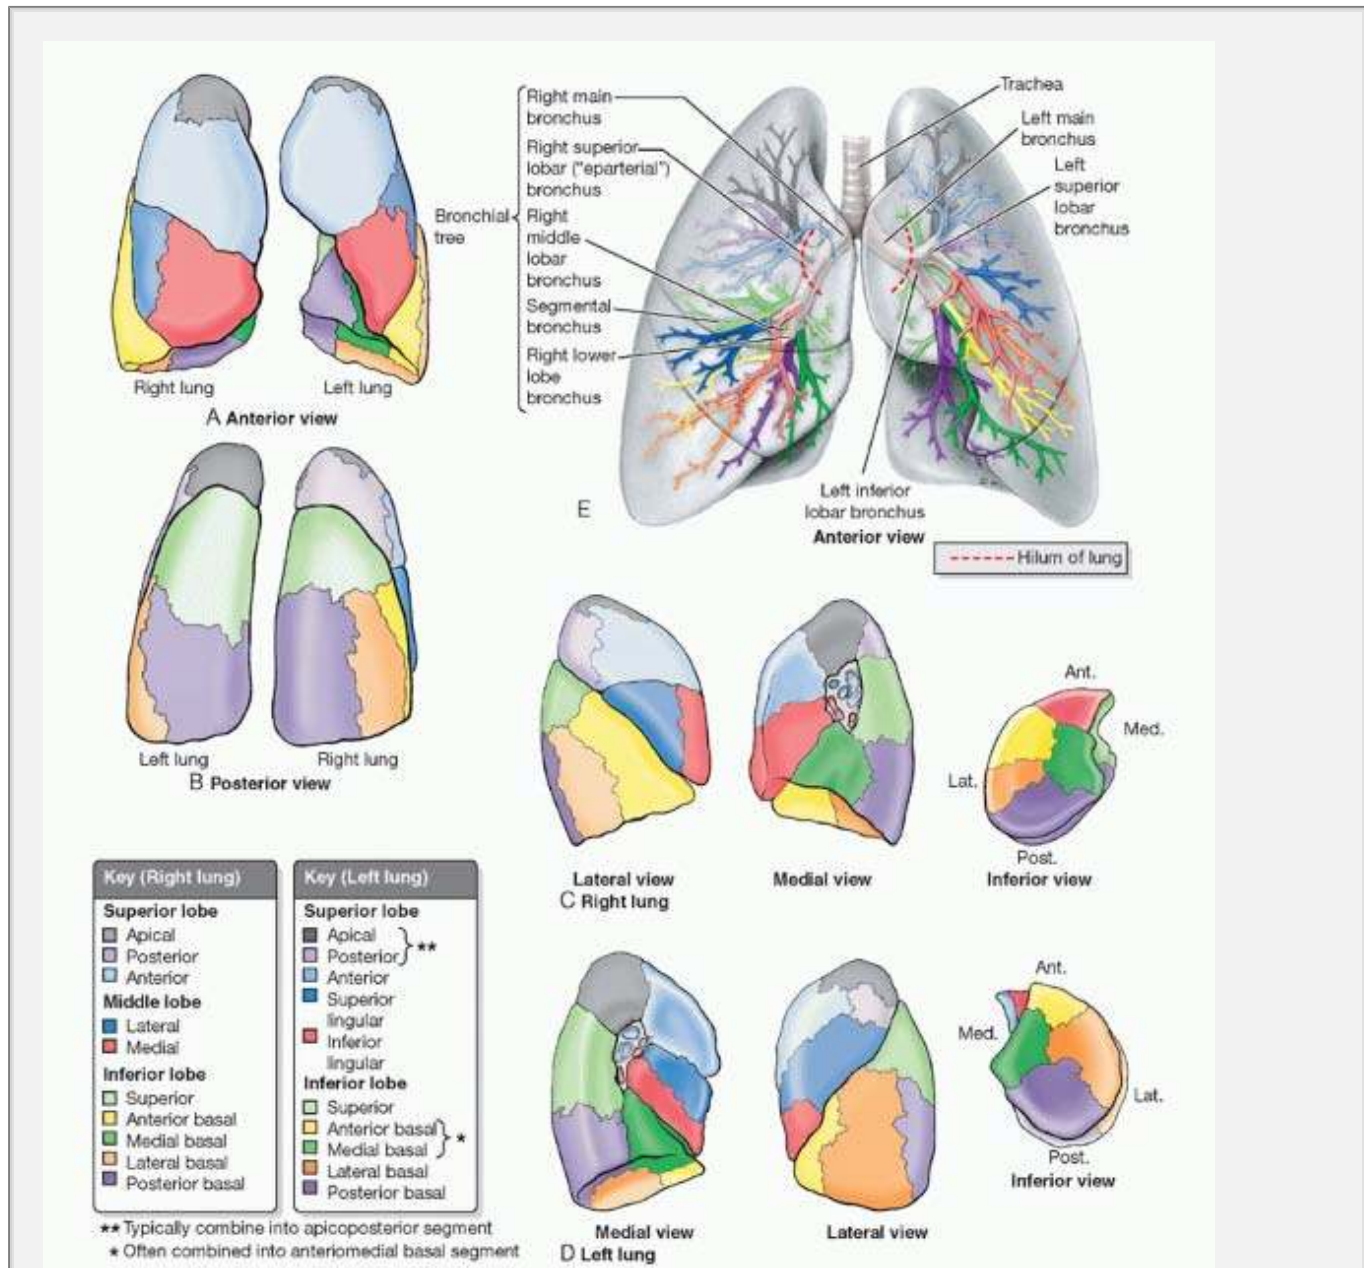 Right lung
Left lung
A Anterior view
Left lung
Right lung
B Posterior view
Bronchial
tree
Right main
bronchus
Right superior
lobar ("eparterial")
bronchus
Right
middle
lobar
bronchus
Segmental
bronchus
Right lower
lobe
bronchus
Trachea
Left main
bronchus
Left
superior
lobar
bronchus
Left inferior
lobar bronchus
E
Anterior view
Hilum of lung
Ant.
Med.
Lat.
Post.
Lateral view
Medial view
Inferior view
C Right lung
Key (Right lung)
Superior lobe
Apical
Posterior
Anterior
Middle lobe
Lateral
Medial
Inferior lobe
Superior
Anterior basal
Medial basal
Lateral basal
Posterior basal
Key (Left lung)
Superior lobe
Apical
Posterior
**
Anterior
Superior
lingular
Inferior
lingular
Inferior lobe
Superior
Anterior basal
Medial basal
*
Lateral basal
Posterior basal
** Typically combine into apicoposterior segment
* Often combined into anteriomedial basal segment
Ant.
Med.
Lat.
Post.
Inferior view
Medial view
Lateral view
D Left lung